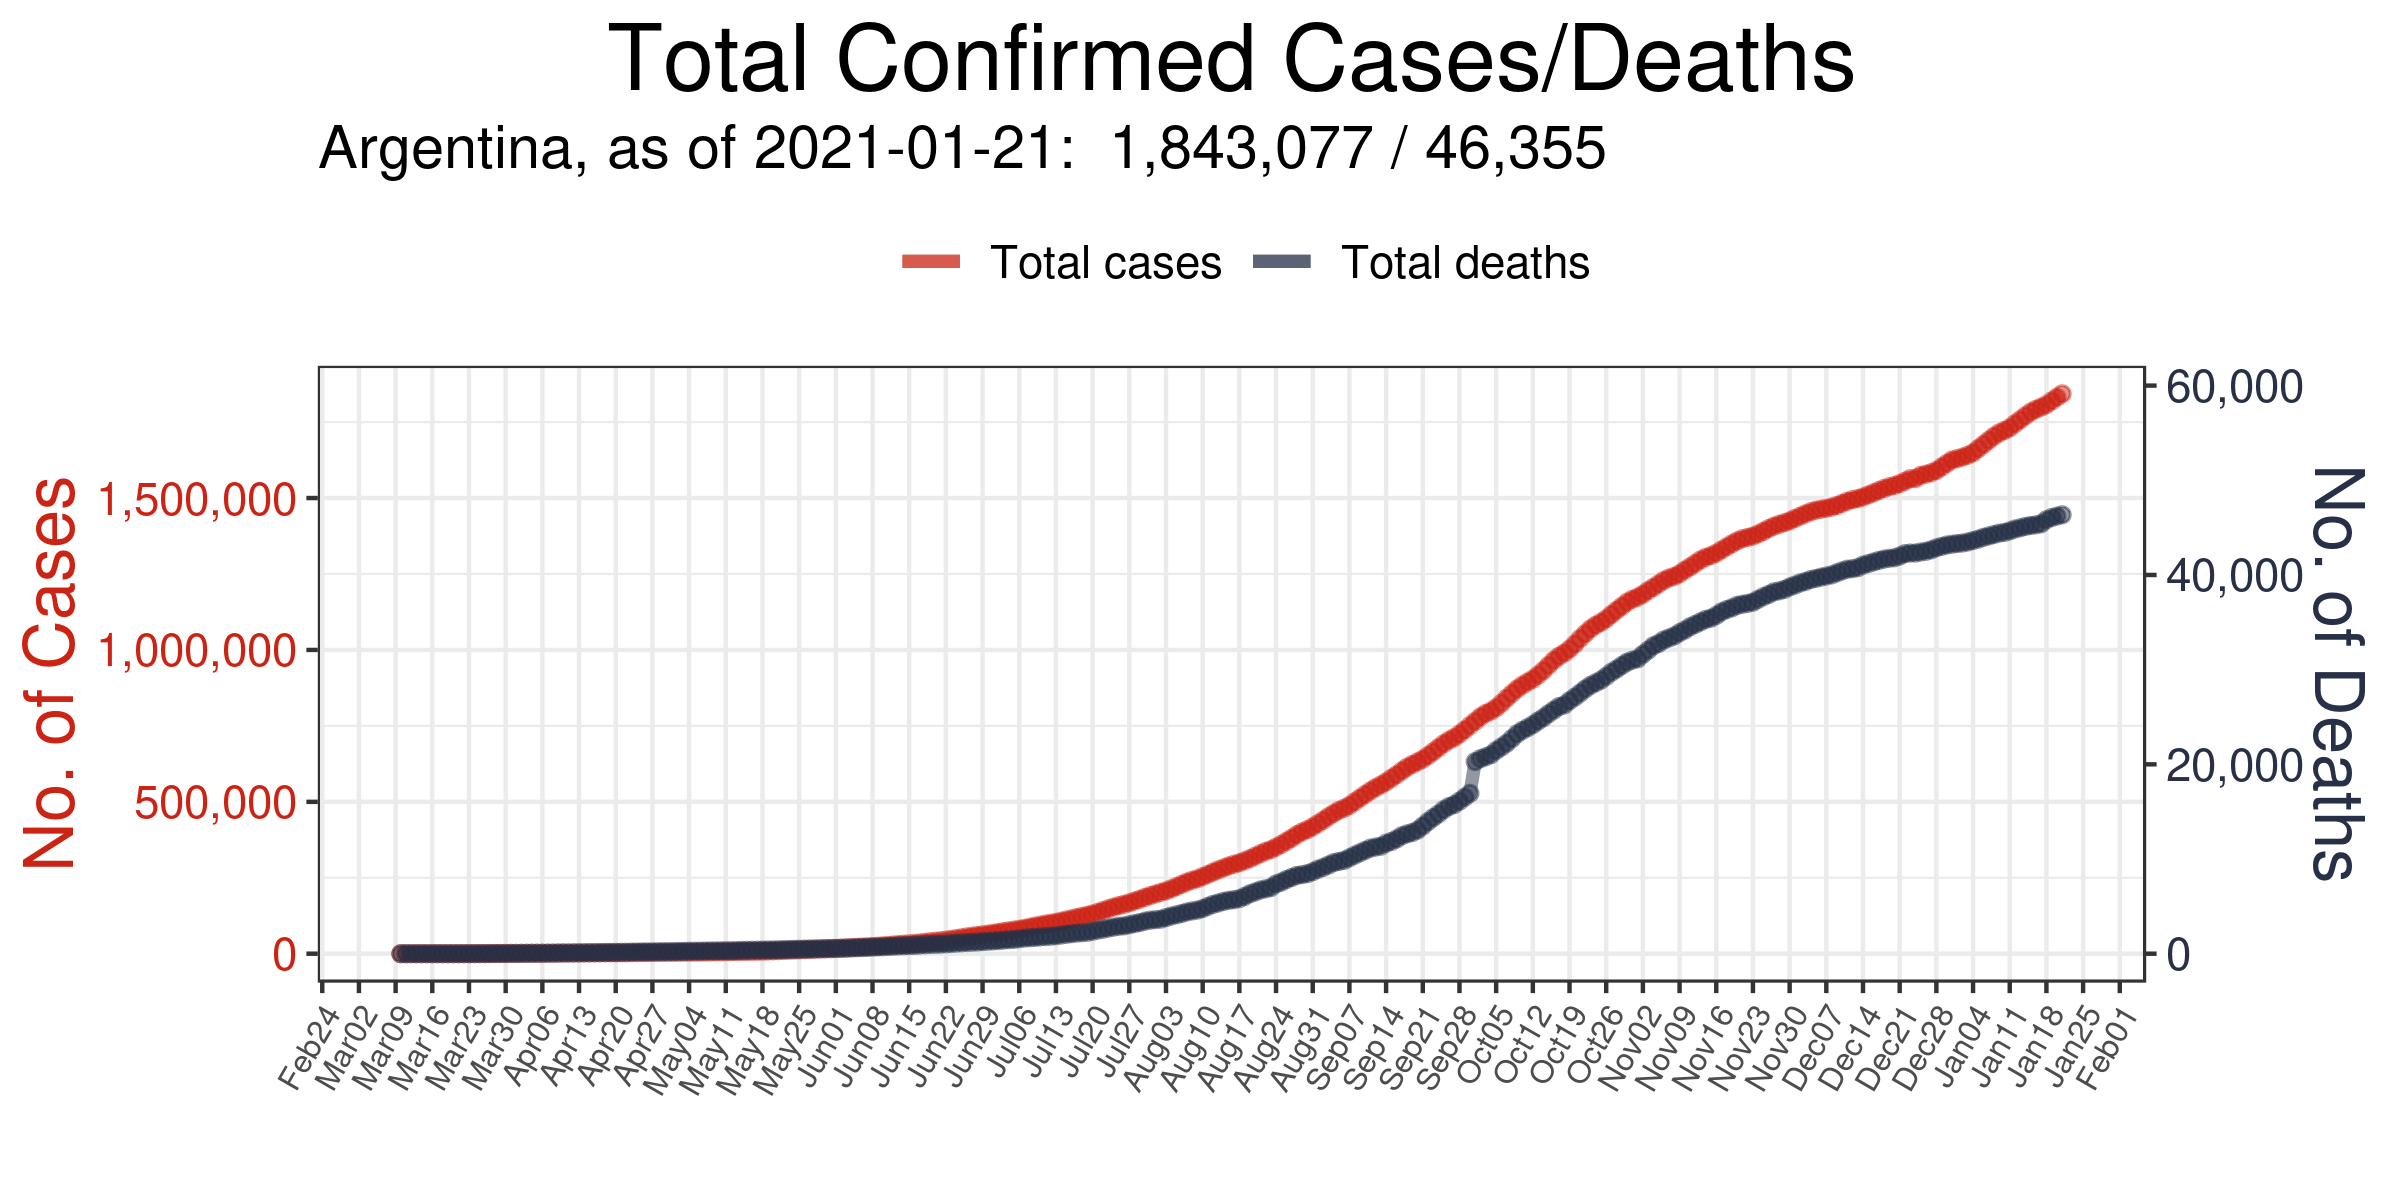 Total Confirmed Cases/Deaths
Argentina, as of 2021-01-21:  1,843,077 / 46,355
Total cases
Total deaths
No. of Cases
1,500,000
1,000,000
500,000
0
60,000
40,000
20,000
0
No. of Deaths
Feb24
Mar02
Mar09
Mar16
Mar23
Mar30
Apr06
Apr13
Apr20
Apr27
May04
May11
May18
May25
Jun01
Jun08
Jun15
Jun22
Jun29
Jul06
Jul13
Jul20
Jul27
Aug03
Aug10
Aug17
Aug24
Aug31
Sep07
Sep14
Sep21
Sep28
Oct05
Oct12
Oct19
Oct26
Nov02
Nov09
Nov16
Nov23
Nov30
Dec07
Dec14
Dec21
Dec28
Jan04
Jan11
Jan18
Jan25
Feb01